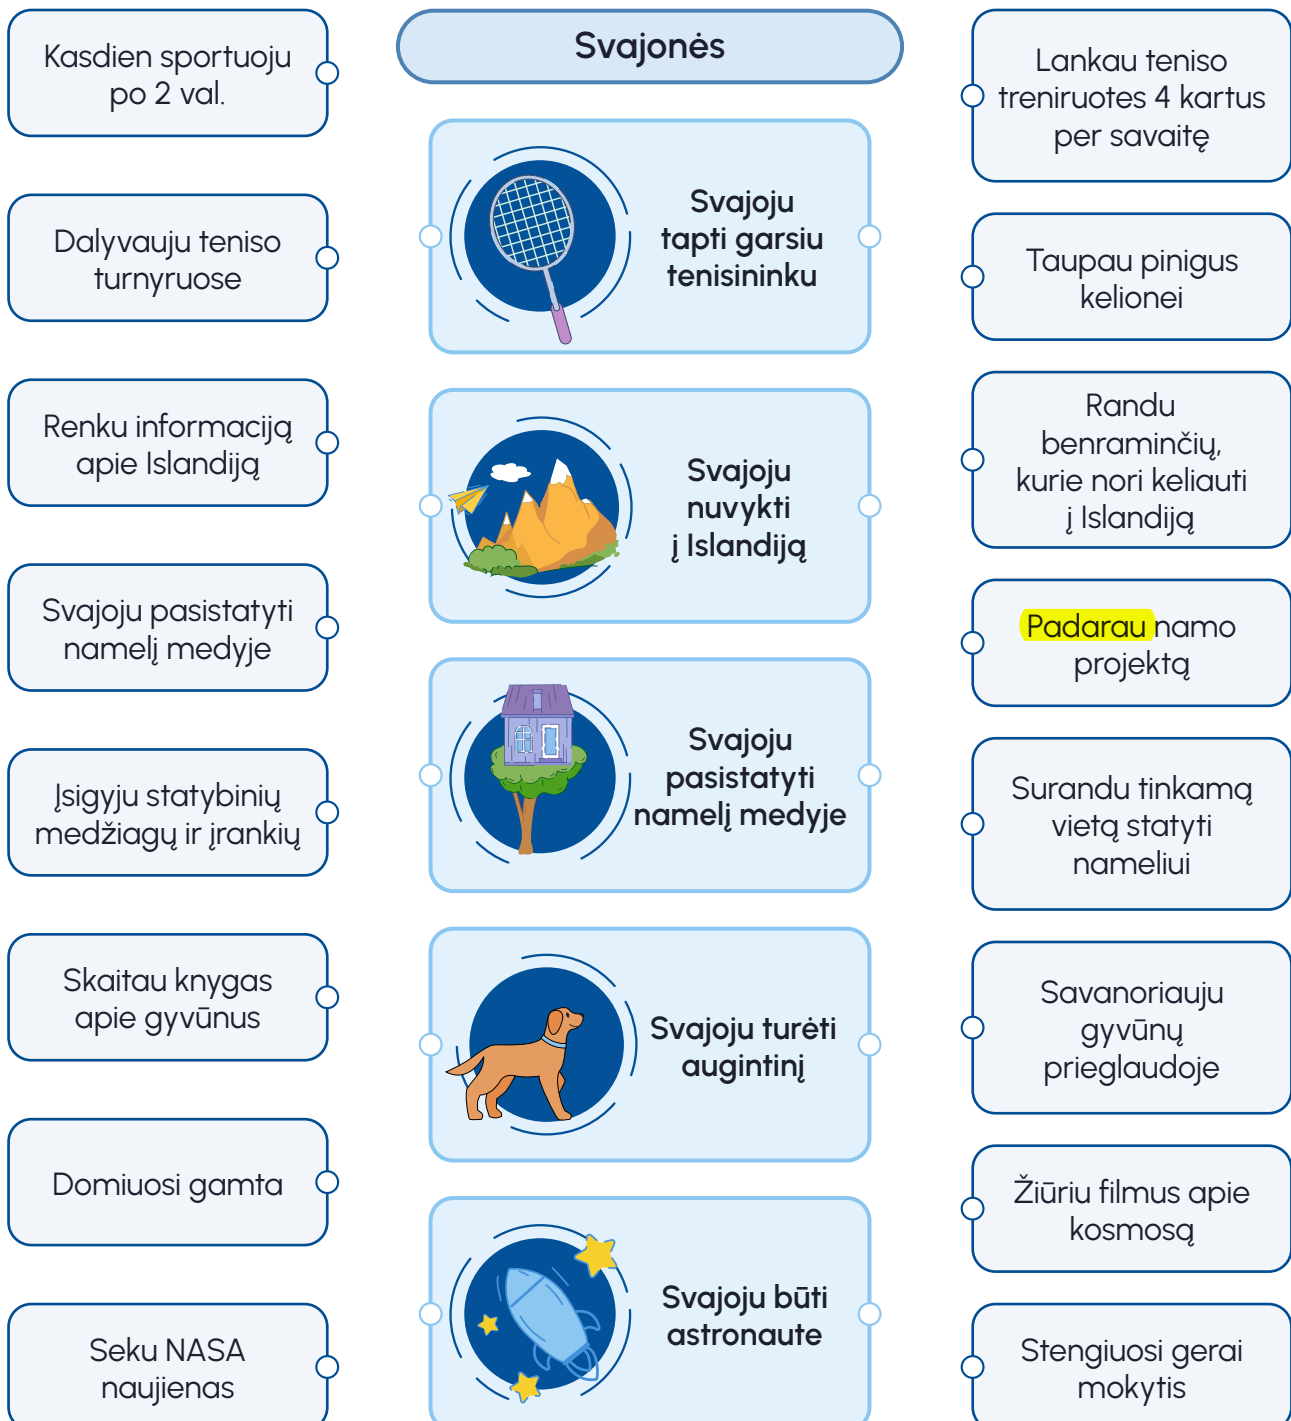 Kasdien sportuoju
po 2 val.
Dalyvauju teniso
turnyruose
Renku informaciją
apie Islandiją
Svajoju pasistatyti
namelį medyje
Įsigyju statybinių
medžiagų ir įrankių
Skaitau knygas
apie gyvūnus
Domiuosi gamta
Seku NASA
naujienas
Svajonės
Svajoju
tapti garsiu
tenisininku
Svajoju
nuvykti
į Islandiją
Svajoju
pasistatyti
namelį medyje
Svajoju turėti
augintinį
Svajoju būti
astronaute
Lankau teniso
treniruotes 4 kartus
per savaitę
Taupau pinigus
kelionei
Randu
benraminčių,
kurie nori keliauti
į Islandiją
Padarau namo
projektą
Surandu tinkamą
vietą statyti
nameliui
Savanoriauju
gyvūnų
prieglaudoje
Žiūriu filmus apie
kosmosą
Stengiuosi gerai
mokytis